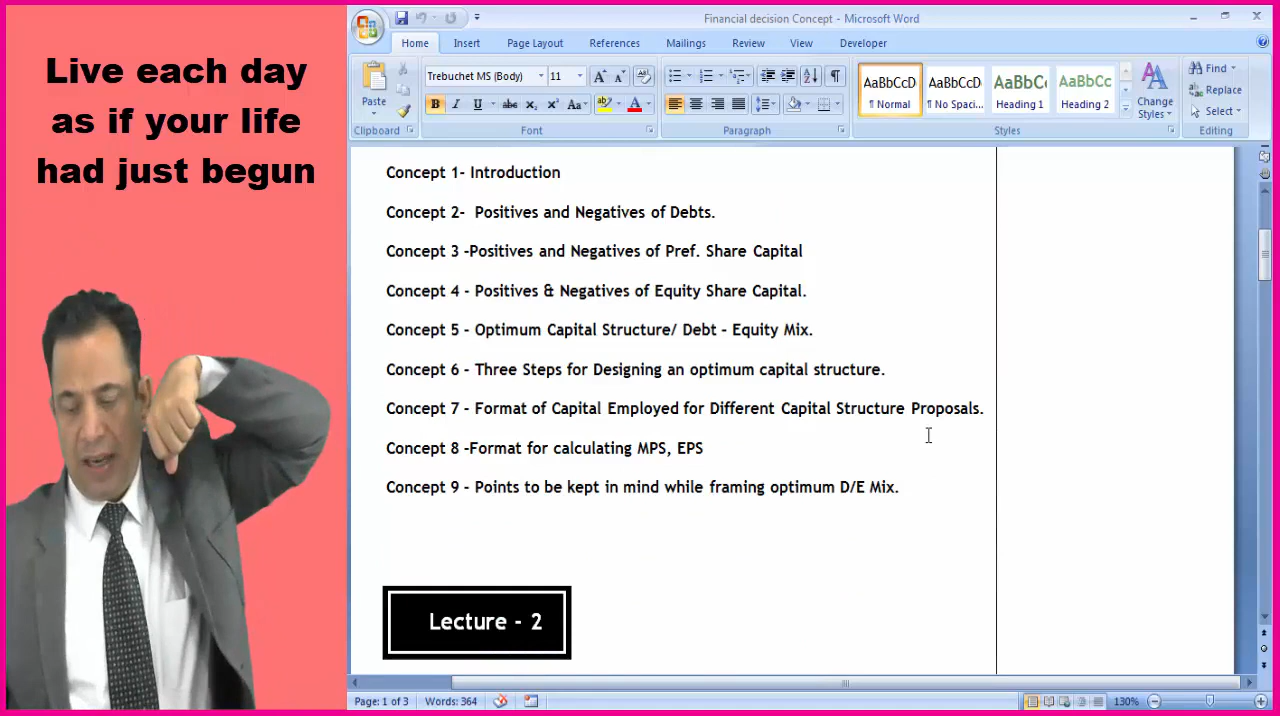 Live each day
as if your life
had just begun
Financial decision Concept - Microsoft Word
Home Insert Page Layout References Mailings Review View Developer
Trebuchet MS (Body) 11
Paste
Clipboard
B I U abc x₂ x² Aa
Font
Paragraph
AaBbCcD AaBbCcD AaBbC AaBbCc
¶ Normal ¶ No Spaci... Heading 1 Heading 2
Change
Styles
Styles
Find
Replace
Select
Editing
Concept 1- Introduction
Concept 2- Positives and Negatives of Debts.
Concept 3 -Positives and Negatives of Pref. Share Capital
Concept 4 - Positives & Negatives of Equity Share Capital.
Concept 5 - Optimum Capital Structure/ Debt - Equity Mix.
Concept 6 - Three Steps for Designing an optimum capital structure.
Concept 7 - Format of Capital Employed for Different Capital Structure Proposals.
Concept 8 -Format for calculating MPS, EPS
Concept 9 - Points to be kept in mind while framing optimum D/E Mix.
Lecture - 2
Page: 1 of 3 Words: 364 130%